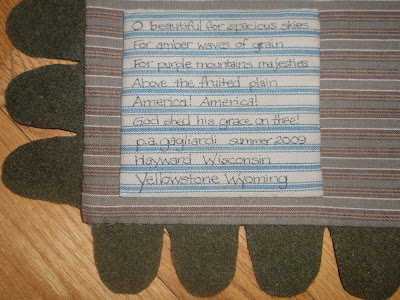 O beautiful for spacious skies
For amber waves of grain
For purple mountains majesties
Above the fruited plain
America! America!
God shed his grace on thee!
p.a. gagliardi summer 2009
Hayward Wisconsin
Yellowstone Wyoming